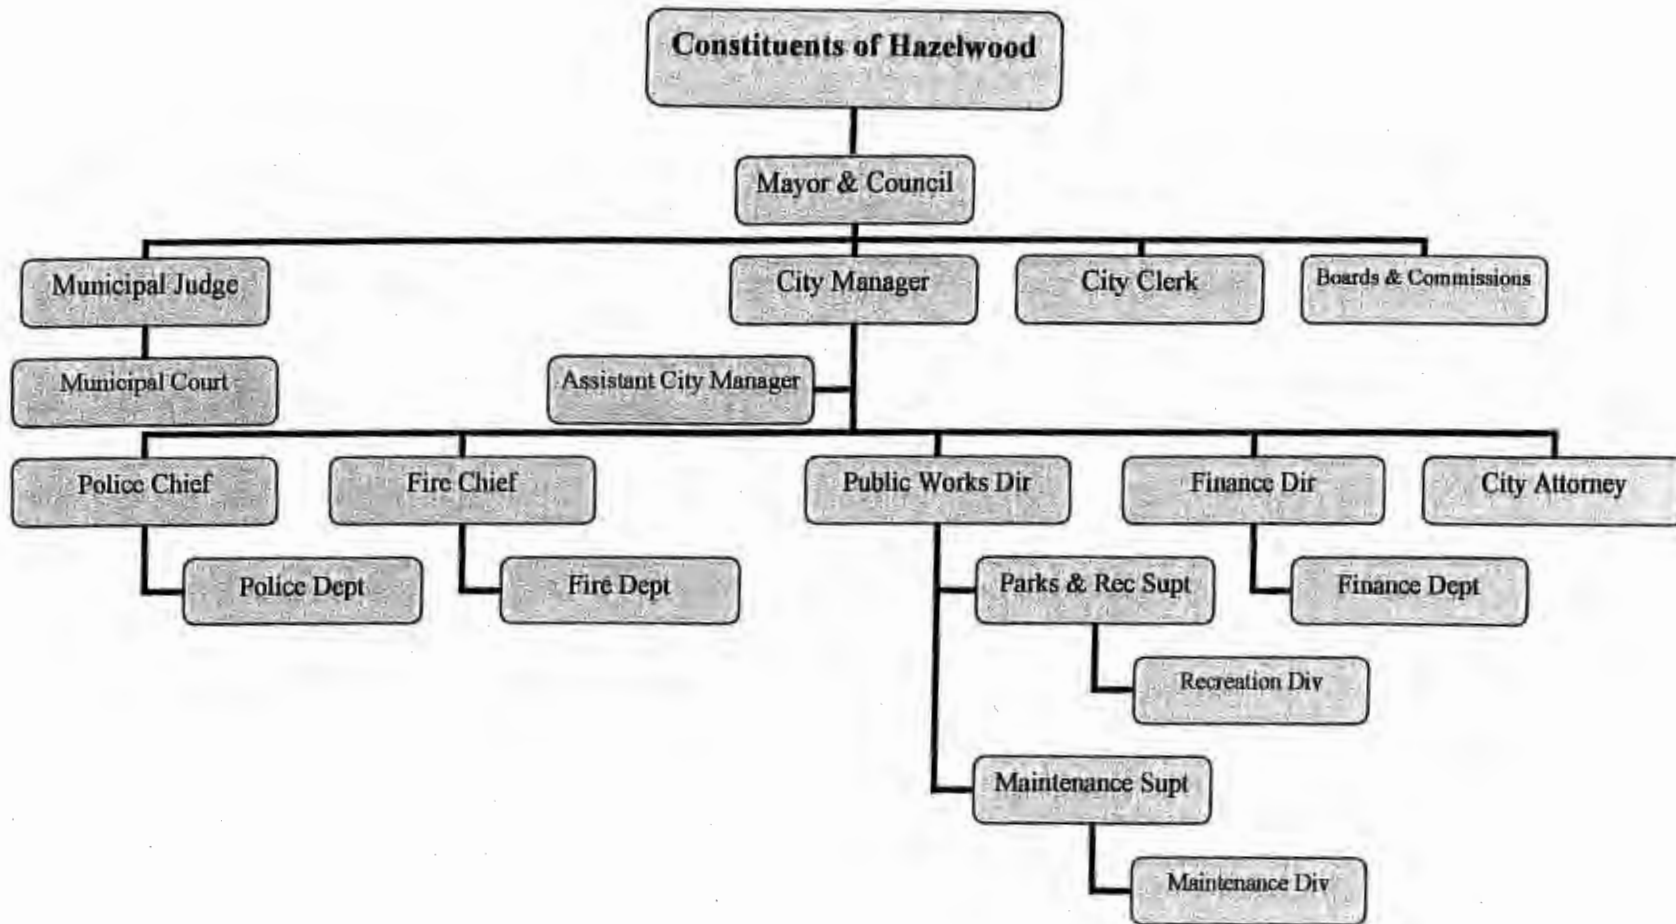 Constituents of Hazelwood
Mayor & Council
Municipal Judge
City Manager
City Clerk
Boards & Commissions
Municipal Court
Assistant City Manager
Police Chief
Fire Chief
Public Works Dir
Finance Dir
City Attorney
Police Dept
Fire Dept
Parks & Rec Supt
Finance Dept
Recreation Div
Maintenance Supt
Maintenance Div